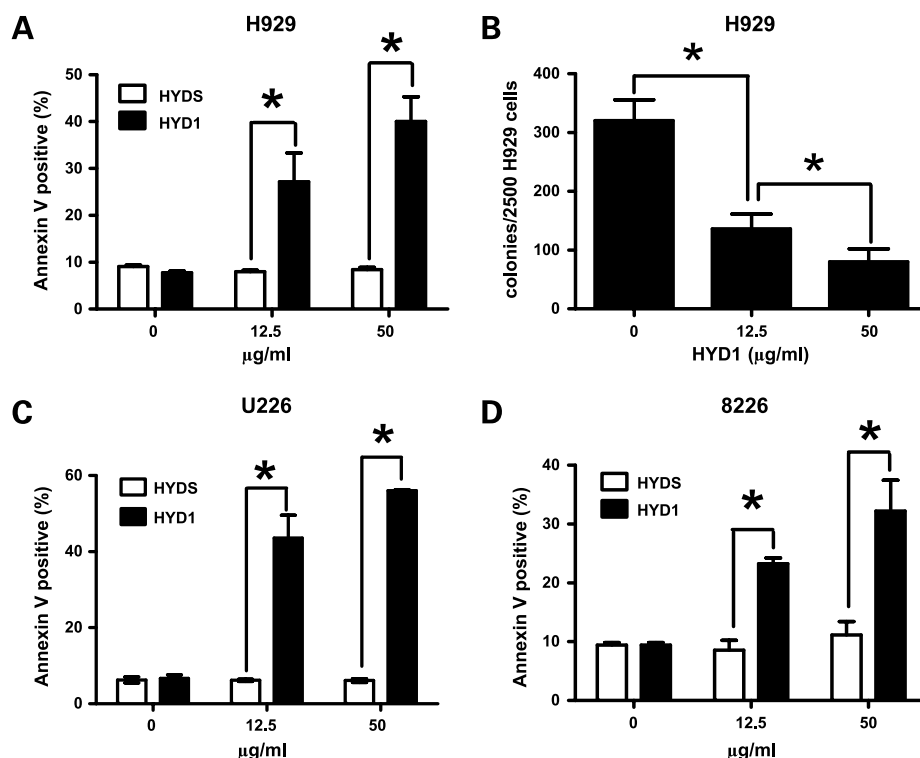 A
H929
*
*
HYDS
HYD1
Annexin V positive (%)
50
40
30
20
10
0
0
12.5
50
µg/ml
B
H929
*
*
colonies/2500 H929 cells
400
300
200
100
0
0
12.5
50
HYD1 (µg/ml)
C
U226
*
*
HYDS
HYD1
Annexin V positive (%)
60
40
20
0
0
12.5
50
µg/ml
D
8226
*
*
HYDS
HYD1
Annexin V positive (%)
40
30
20
10
0
0
12.5
50
µg/ml